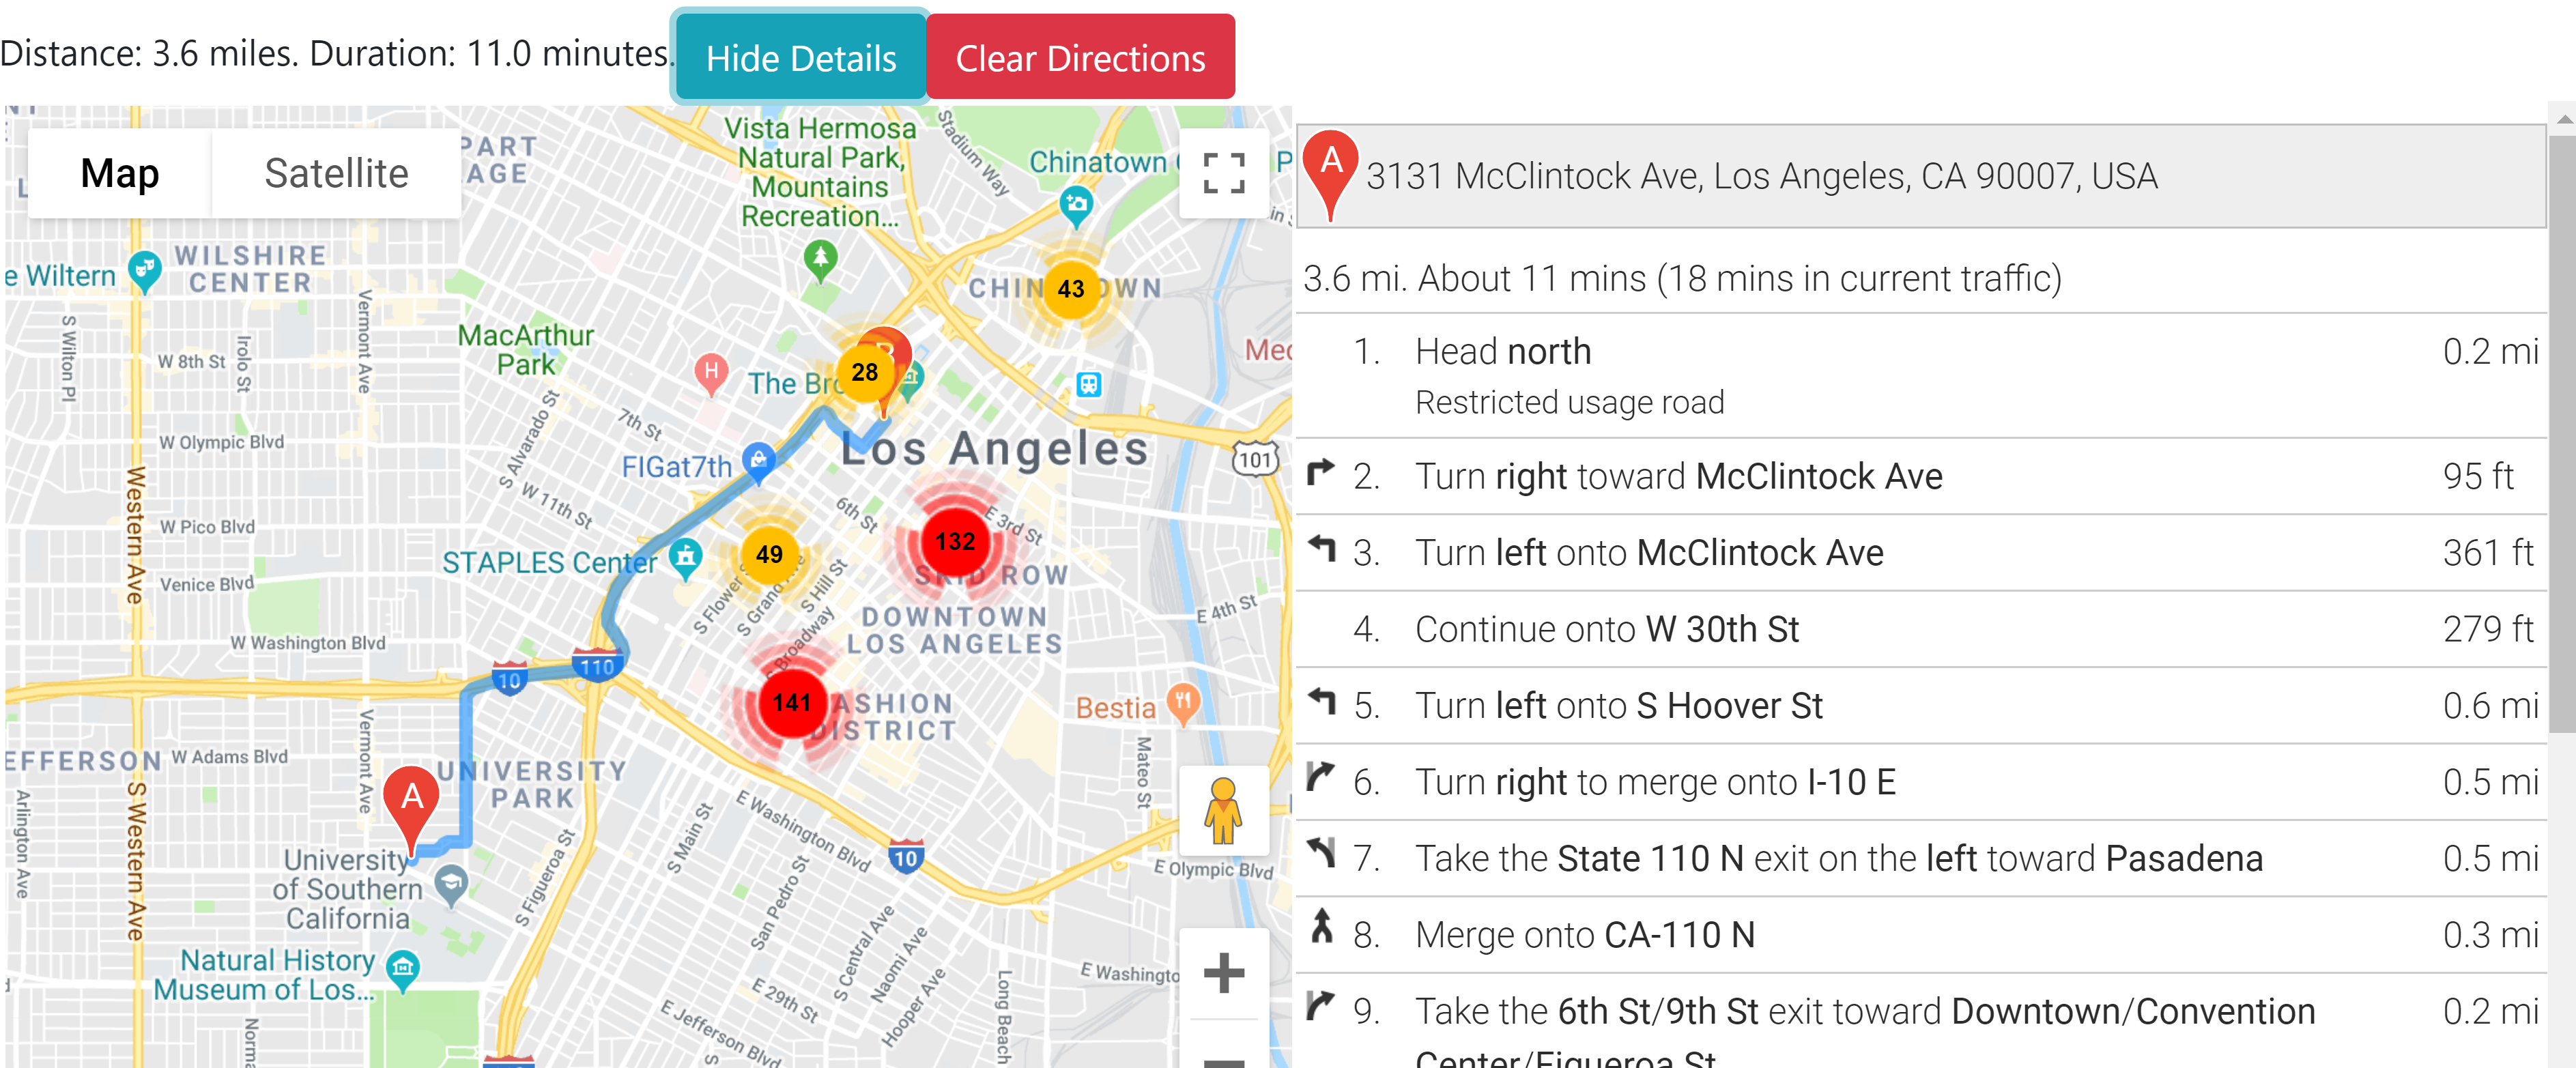 Distance: 3.6 miles. Duration: 11.0 minutes.
Hide Details
Clear Directions
Map
Satellite
PART
AGE
Vista Hermosa
Natural Park,
Mountains
Recreation...
Stadium Way
Chinatown
WILSHIRE
CENTER
e Wiltern
CHIN
OWN
43
S Wilton Pl
W 8th St
Irolo St
Vermont Ave
MacArthur
Park
H
The Bro
28
Med
W Olympic Blvd
S Alvarado St
7th St
Los Angeles
101
FIGat7th
Western Ave
W 11th St
6th St
E 3rd St
W Pico Blvd
132
49
STAPLES Center
SKID ROW
Venice Blvd
S Flower
S Grand Ave
S Hill St
Broadway
DOWNTOWN
LOS ANGELES
E 4th St
W Washington Blvd
110
10
141
ASHION
DISTRICT
Bestia
EFFERSON
W Adams Blvd
Vermont Ave
UNIVERSITY
PARK
Mateo St
A
Arlington Ave
S Western Ave
S Main St
E Washington Blvd
10
E Olympic Blvd
University
of Southern
California
S Figueroa St
San Pedro St
S Central Ave
Naomi Ave
Hooper Ave
Natural History
Museum of Los...
E 29th St
Long Beach
E Washingto
E Jefferson Blvd
Norma
A
3131 McClintock Ave, Los Angeles, CA 90007, USA
3.6 mi. About 11 mins (18 mins in current traffic)
1. Head north 0.2 mi
Restricted usage road
2. Turn right toward McClintock Ave 95 ft
3. Turn left onto McClintock Ave 361 ft
4. Continue onto W 30th St 279 ft
5. Turn left onto S Hoover St 0.6 mi
6. Turn right to merge onto I-10 E 0.5 mi
7. Take the State 110 N exit on the left toward Pasadena 0.5 mi
8. Merge onto CA-110 N 0.3 mi
9. Take the 6th St/9th St exit toward Downtown/Convention 0.2 mi
Center/Figueroa St